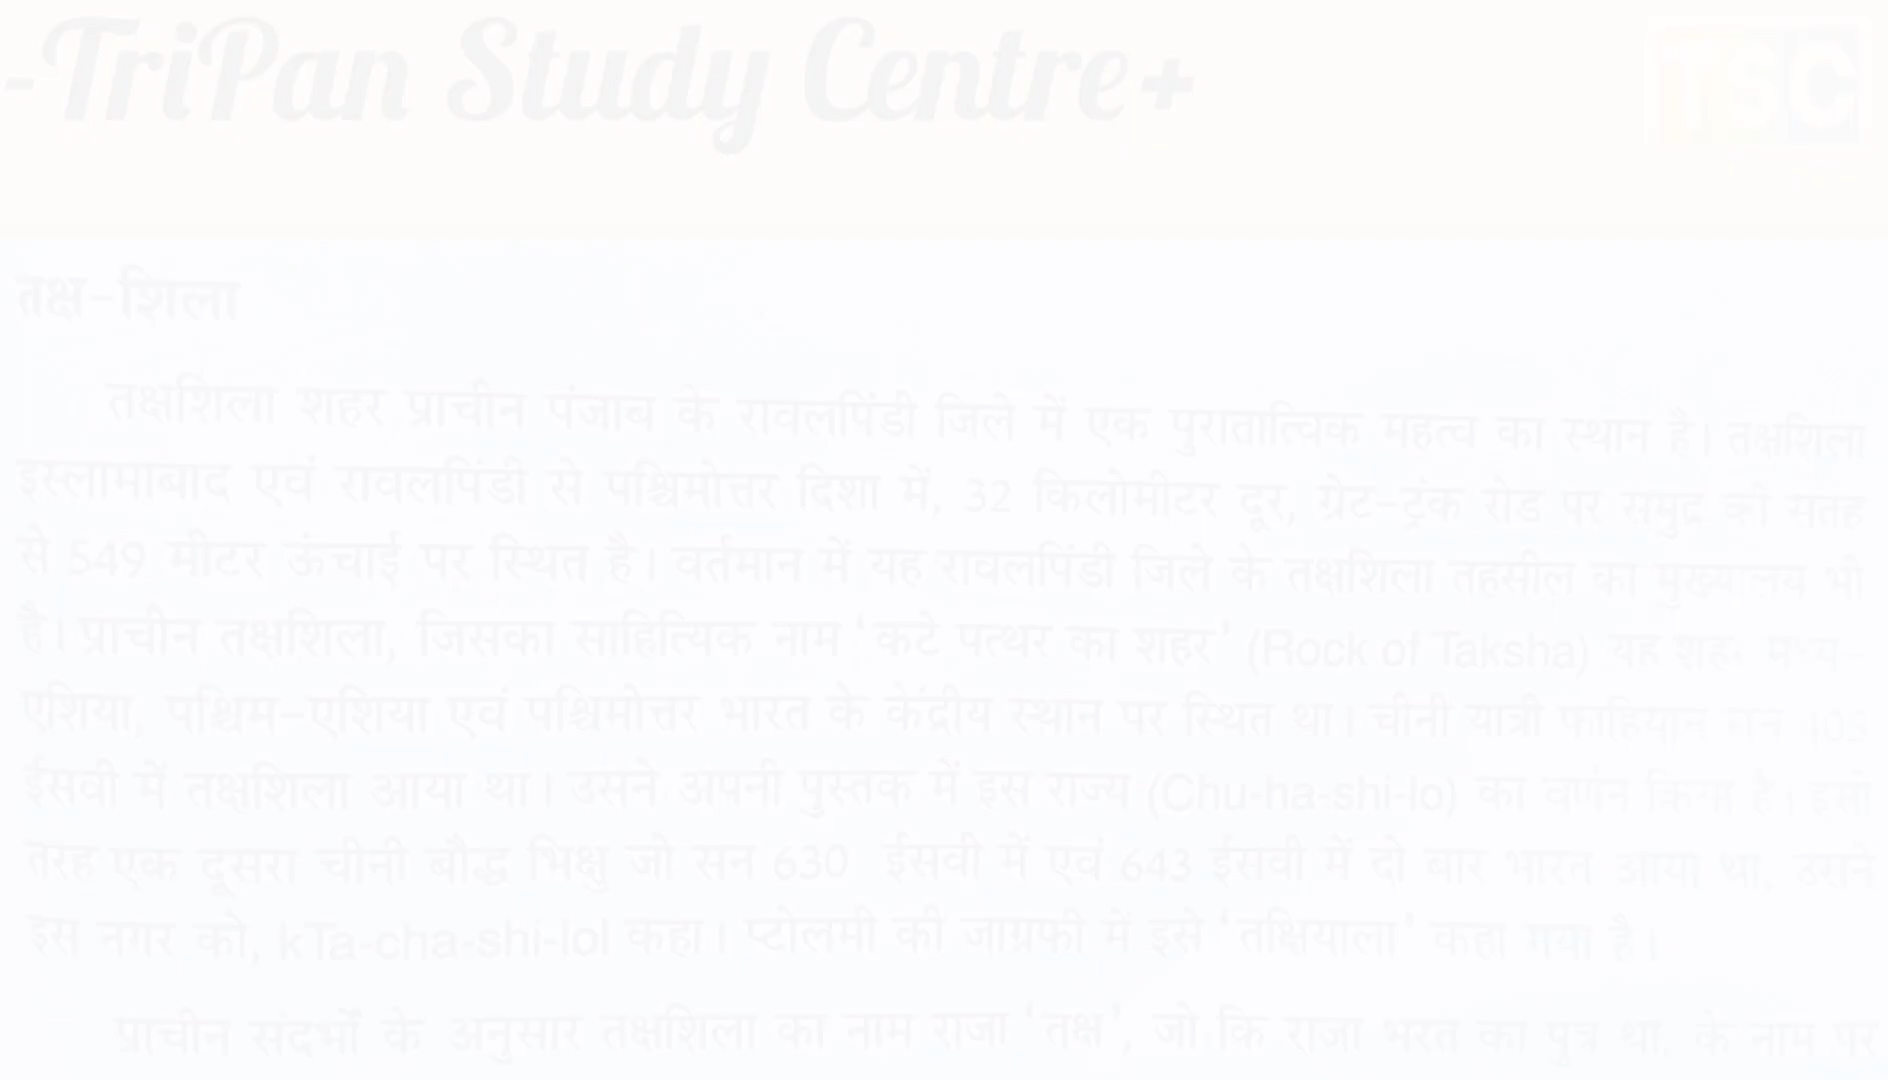 -TriPan Study Centre+
TSC
तक्ष-शिला
तक्षशिला शहर प्राचीन पंजाब के रावलपिंडी जिले में एक पुरातात्विक महत्व का स्थान है। तक्षशिला
इस्लामाबाद एवं रावलपिंडी से पश्चिमोत्तर दिशा में, 32 किलोमीटर दूर, ग्रेट-ट्रंक रोड पर समुद्र की सतह
से 549 मीटर ऊंचाई पर स्थित है। वर्तमान में यह रावलपिंडी जिले के तक्षशिला तहसील का मुख्यालय भी
है। प्राचीन तक्षशिला, जिसका साहित्यिक नाम 'कटे पत्थर का शहर' (Rock of Taksha) यह शहर मध्य-
एशिया, पश्चिम-एशिया एवं पश्चिमोत्तर भारत के केंद्रीय स्थान पर स्थित था। चीनी यात्री फाहियान सन 405
ईसवी में तक्षशिला आया था। उसने अपनी पुस्तक में इस राज्य (Chu-ha-shi-lo) का वर्णन किया है। इसी
तरह एक दूसरा चीनी बौद्ध भिक्षु जो सन 630 ईसवी में एवं 643 ईसवी में दो बार भारत आया था, उसने
इस नगर को, kTa-cha-shi-lol कहा। प्टोलमी की जाग्रफी में इसे 'तक्षियाला' कहा गया है।
प्राचीन संदर्भों के अनुसार तक्षशिला का नाम राजा 'तक्ष', जो कि राजा भरत का पुत्र था, के नाम पर